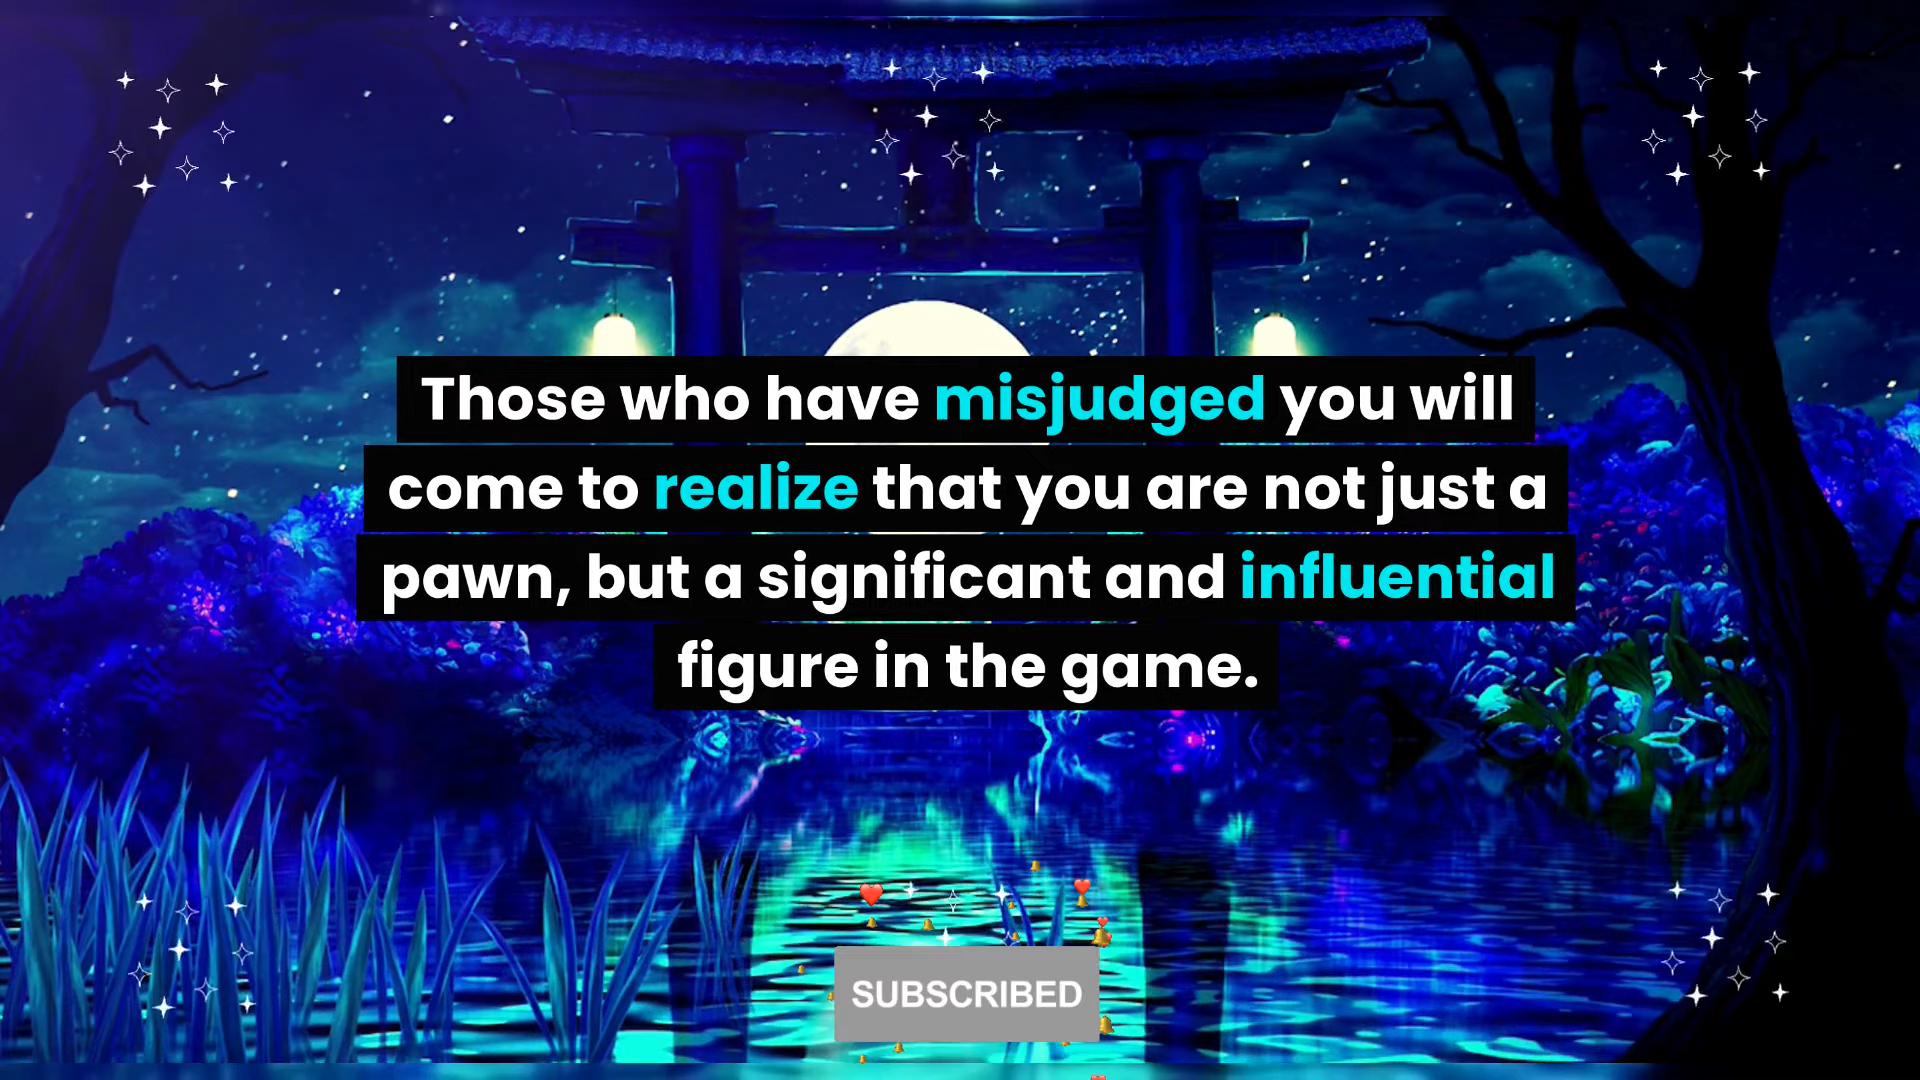 Those who have misjudged you will
come to realize that you are not just a
pawn, but a significant and influential
figure in the game.
SUBSCRIBED